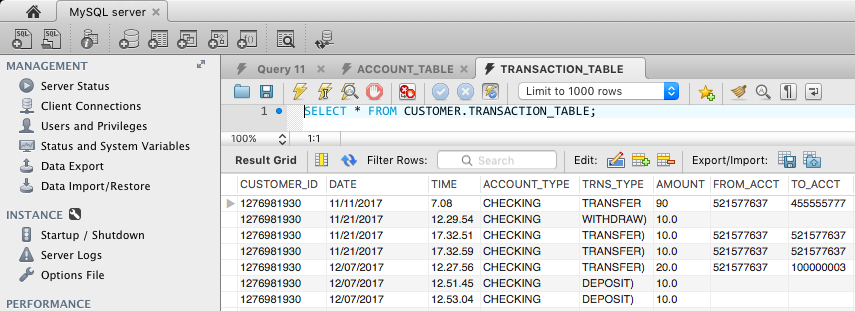 MySQL server ×
SQL SQL
MANAGEMENT
Server Status
Client Connections
Users and Privileges
Status and System Variables
Data Export
Data Import/Restore
INSTANCE
Startup / Shutdown
Server Logs
Options File
PERFORMANCE
Query 11 × ACCOUNT_TABLE × TRANSACTION_TABLE
Limit to 1000 rows
1 SELECT * FROM CUSTOMER.TRANSACTION_TABLE;
100% 1:1
Result Grid Filter Rows: Search Edit: Export/Import:
CUSTOMER_ID DATE TIME ACCOUNT_TYPE TRNS_TYPE AMOUNT FROM_ACCT TO_ACCT
1276981930 11/11/2017 7.08 CHECKING TRANSFER 90 521577637 455555777
1276981930 11/21/2017 12.29.54 CHECKING WITHDRAW) 10.0
1276981930 11/21/2017 17.32.51 CHECKING TRANSFER) 10.0 521577637 521577637
1276981930 11/21/2017 17.32.59 CHECKING TRANSFER) 10.0 521577637 521577637
1276981930 12/07/2017 12.27.56 CHECKING TRANSFER) 20.0 521577637 100000003
1276981930 12/07/2017 12.51.45 CHECKING DEPOSIT) 10.0
1276981930 12/07/2017 12.53.04 CHECKING DEPOSIT) 10.0